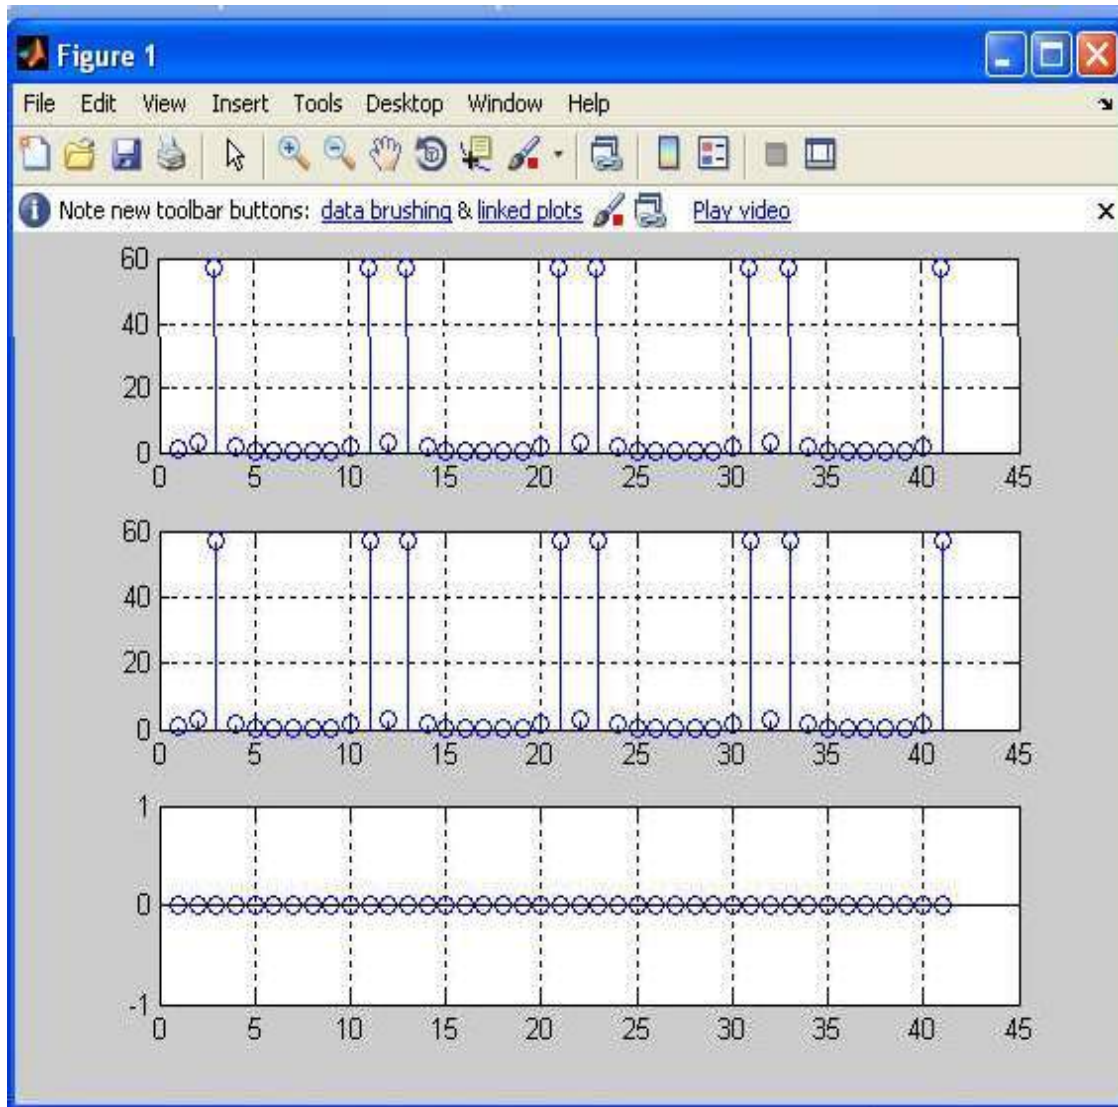 Figure 1
File Edit View Insert Tools Desktop Window Help
Note new toolbar buttons: data brushing & linked plots Play video
60
40
20
0
0 5 10 15 20 25 30 35 40 45
60
40
20
0
0 5 10 15 20 25 30 35 40 45
1
0
-1
0 5 10 15 20 25 30 35 40 45